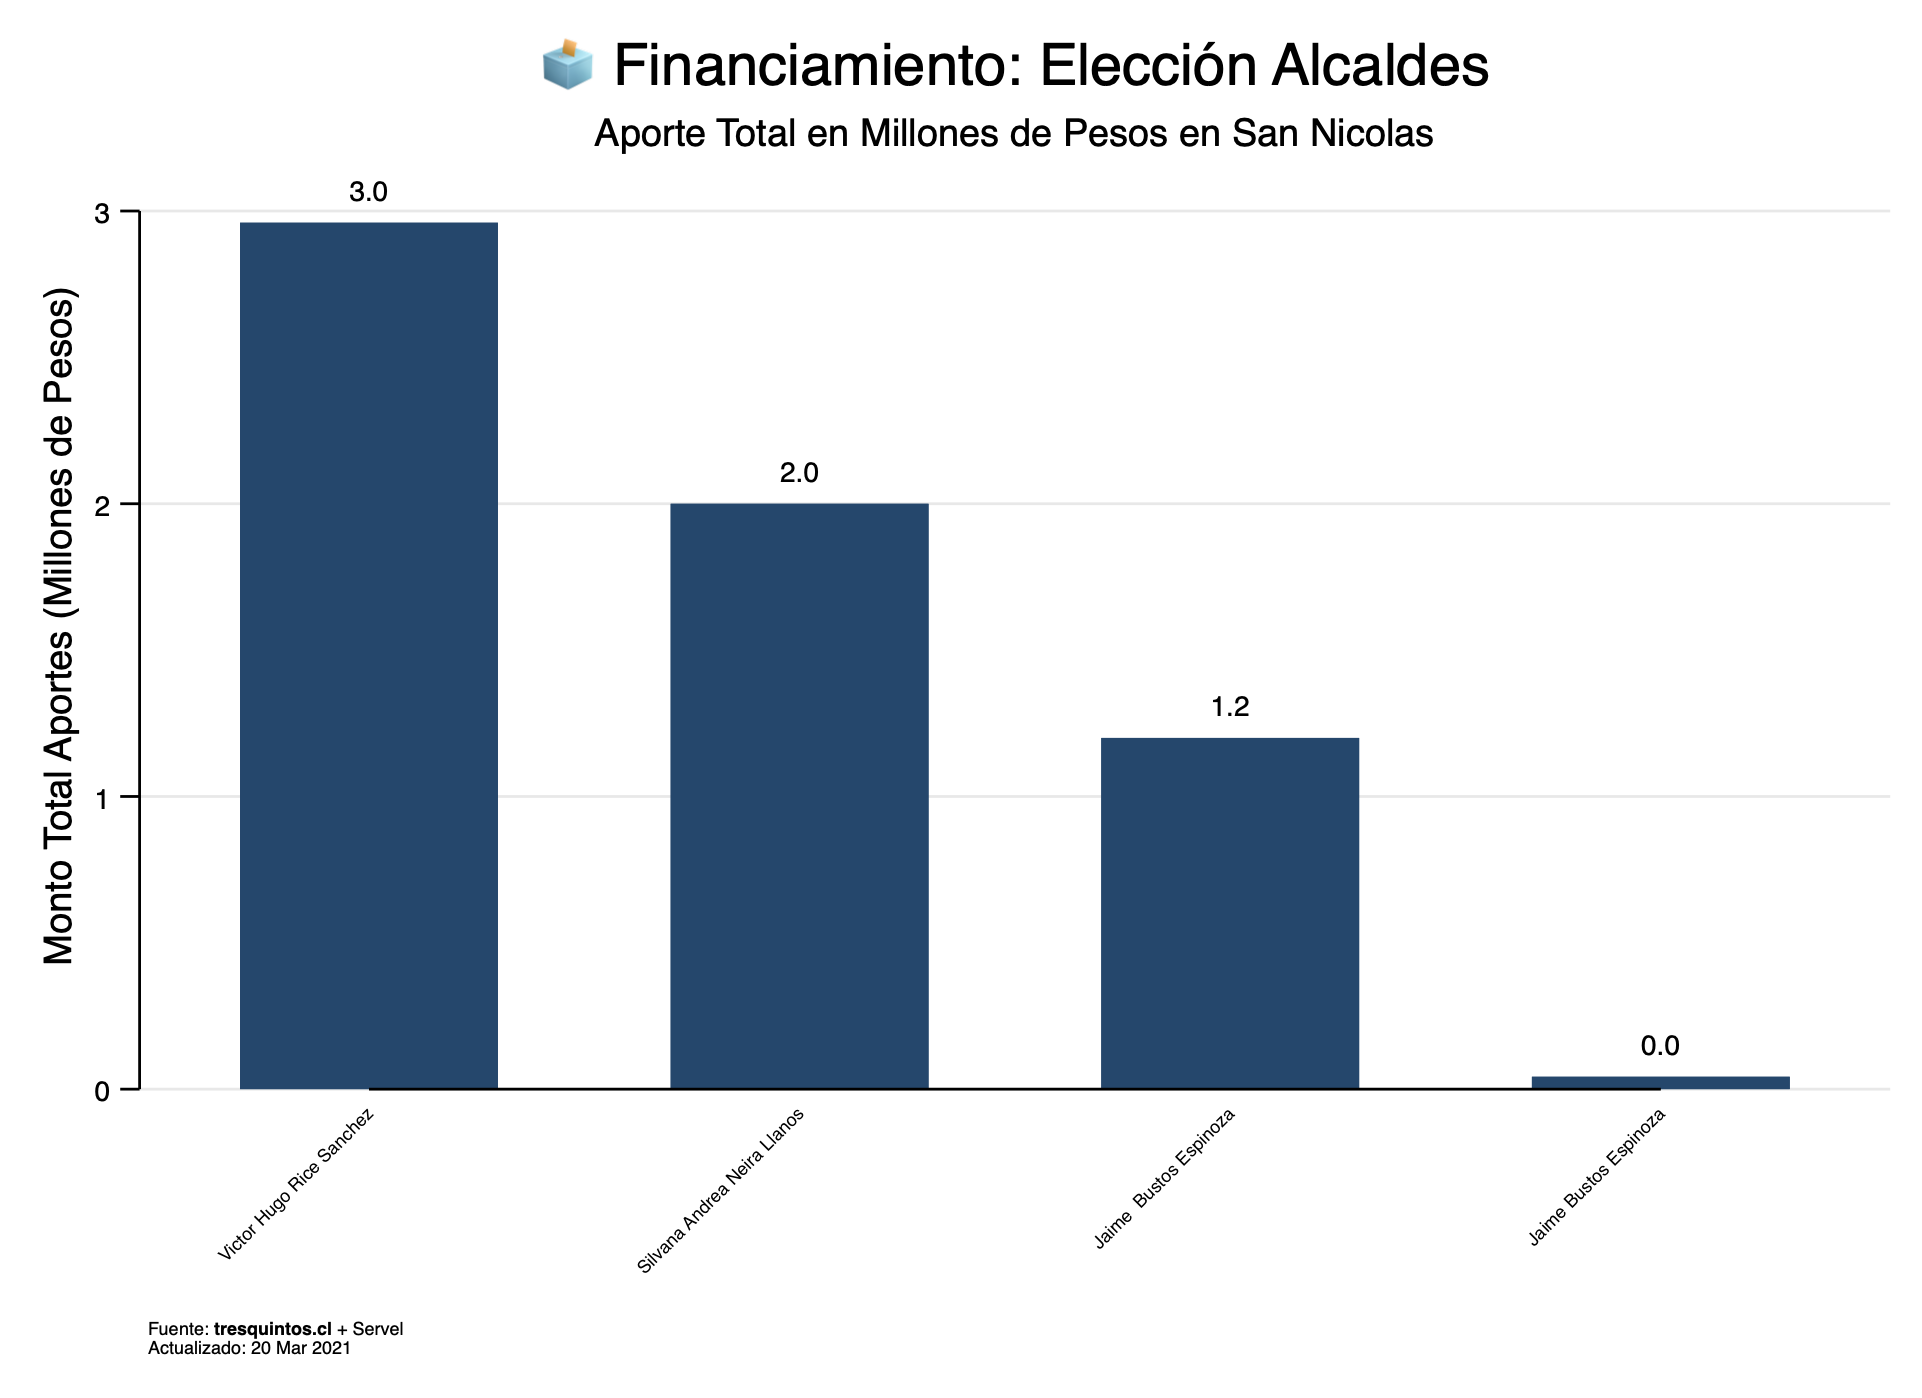 Financiamiento: Elección Alcaldes
Aporte Total en Millones de Pesos en San Nicolas
Monto Total Aportes (Millones de Pesos)
3
2
1
0
3.0
2.0
1.2
0.0
Victor Hugo Rice Sanchez
Silvana Andrea Neira Llanos
Jaime  Bustos Espinoza
Jaime Bustos Espinoza
Fuente: tresquintos.cl + Servel
Actualizado: 20 Mar 2021